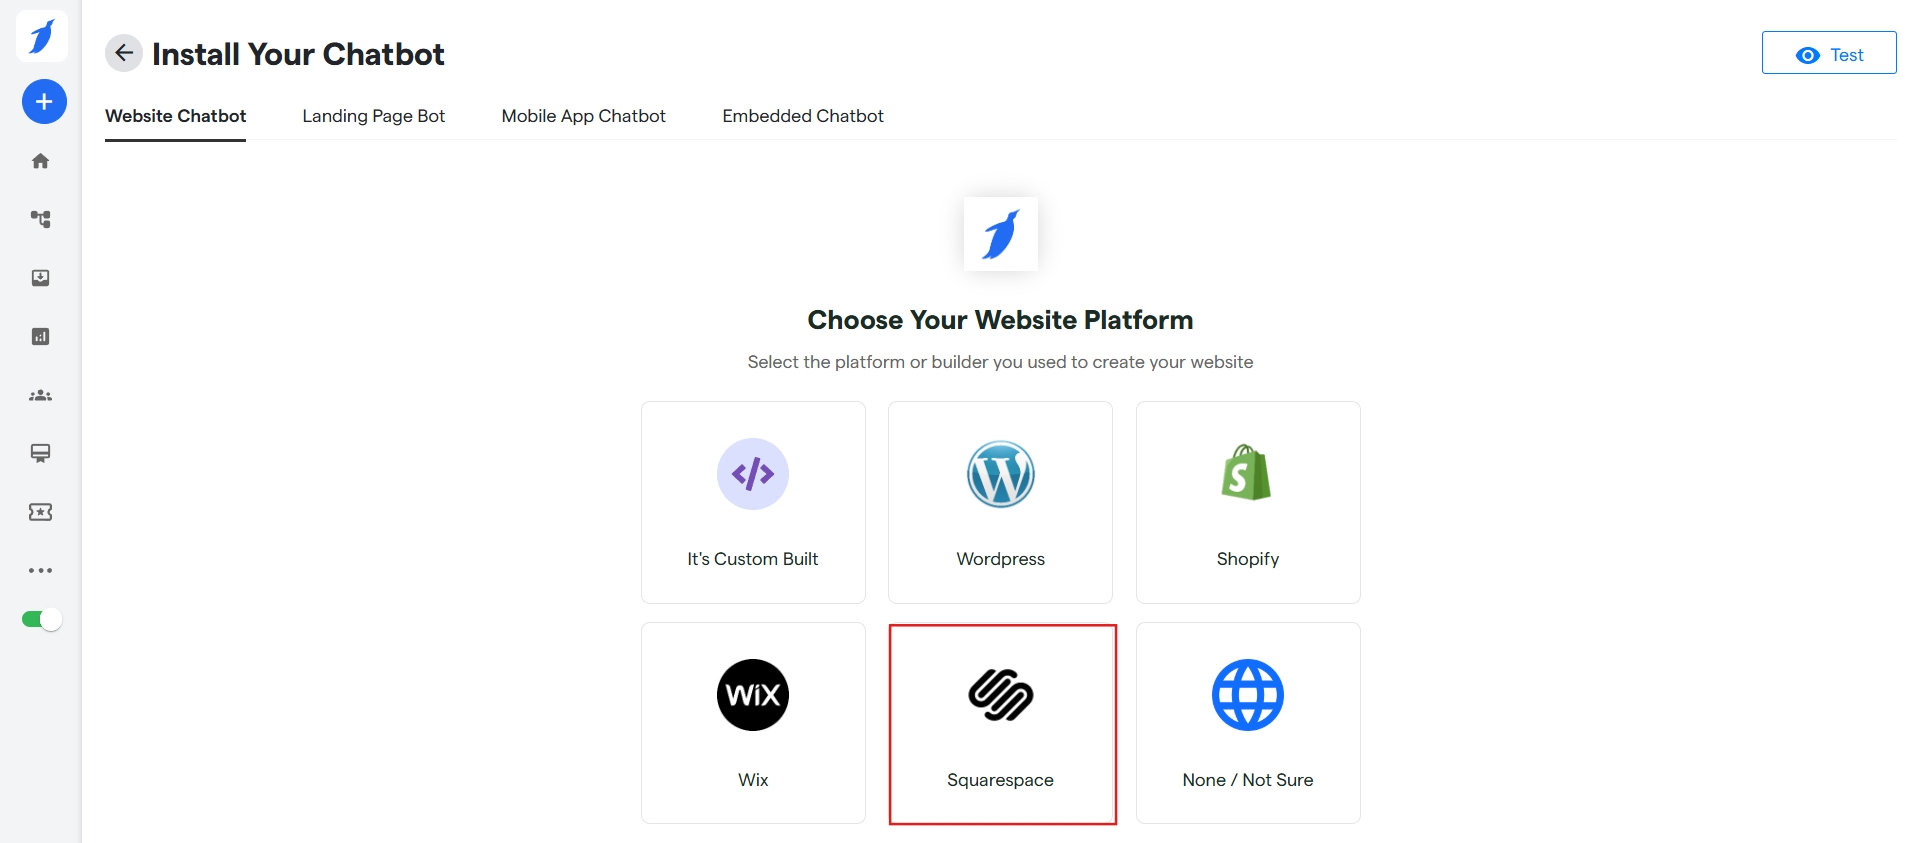 Install Your Chatbot
Test
Website Chatbot
Landing Page Bot
Mobile App Chatbot
Embedded Chatbot
Choose Your Website Platform
Select the platform or builder you used to create your website
It's Custom Built
Wordpress
Shopify
WiX
Wix
Squarespace
None / Not Sure